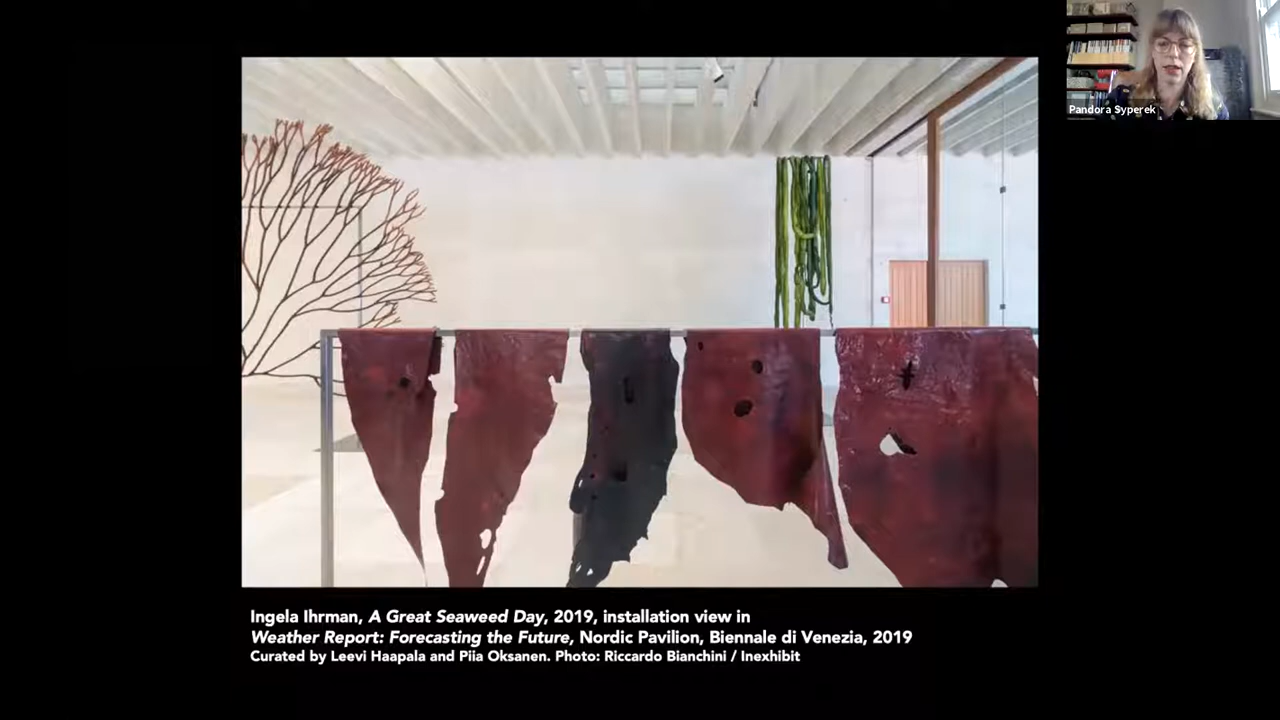 Pandora Syperek
Ingela Ihrman, A Great Seaweed Day, 2019, installation view in
Weather Report: Forecasting the Future, Nordic Pavilion, Biennale di Venezia, 2019
Curated by Leevi Haapala and Piia Oksanen. Photo: Riccardo Bianchini / Inexhibit